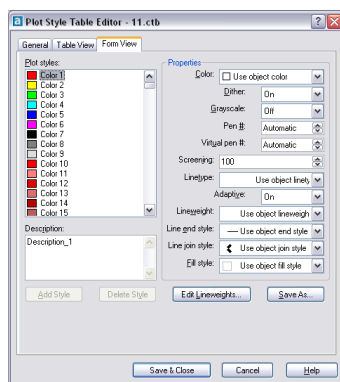 Plot Style Table Editor - 11.ctb
General Table View Form View
Plot styles:
Color 1
Color 2
Color 3
Color 4
Color 5
Color 6
Color 7
Color 8
Color 9
Color 10
Color 11
Color 12
Color 13
Color 14
Color 15
Description:
Description_1
Add Style Delete Style
Properties
Color: Use object color
Dither: On
Grayscale: Off
Pen #: Automatic
Virtual pen #: Automatic
Screening: 100
Linetype: Use object linety
Adaptive: On
Lineweight: Use object lineweigh
Line end style: Use object end style
Line join style: Use object join style
Fill style: Use object fill style
Edit Lineweights... Save As...
Save & Close Cancel Help